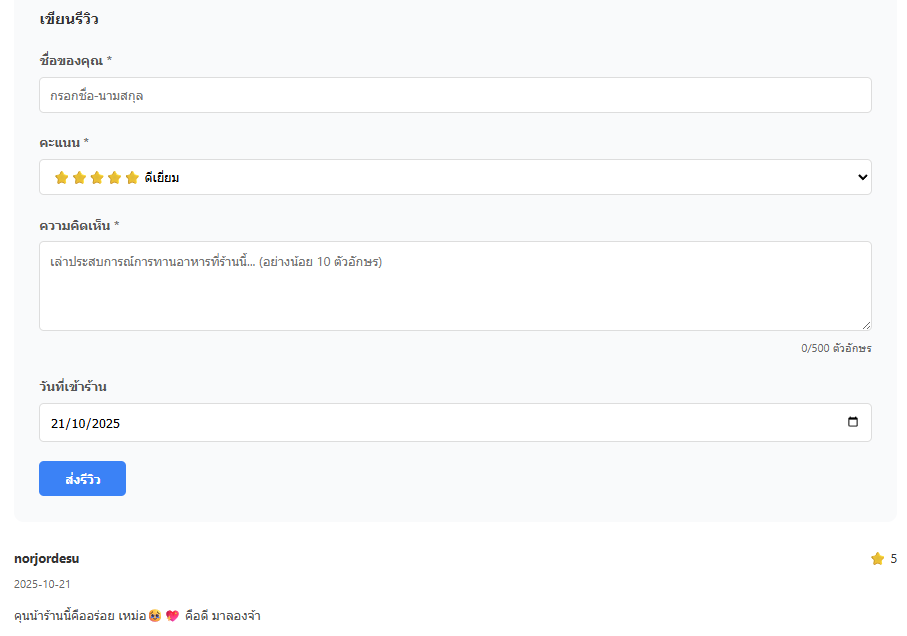 เขียนรีวิว
ชื่อของคุณ *
กรอกชื่อ-นามสกุล
คะแนน *
⭐⭐⭐⭐⭐ ดีเยี่ยม
ความคิดเห็น *
เล่าประสบการณ์การทานอาหารที่ร้านนี้... (อย่างน้อย 10 ตัวอักษร)
0/500 ตัวอักษร
วันที่เข้าร้าน
21/10/2025
ส่งรีวิว
norjordesu ⭐ 5
2025-10-21
คุนน้าร้านนี้คืออร่อย เหม่อ🥹💖 คือดี มาลองจ้า